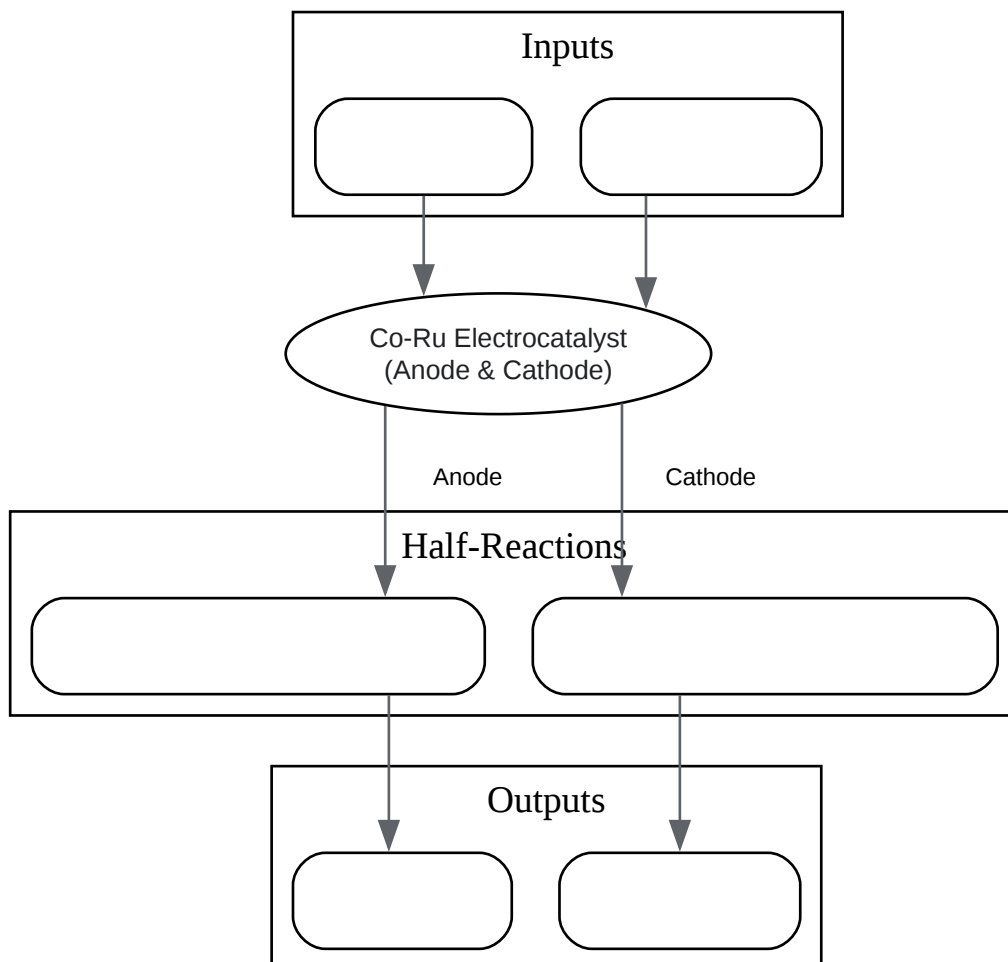 Inputs
Co-Ru Electrocatalyst
(Anode & Cathode)
Anode
Cathode
Half-Reactions
Outputs